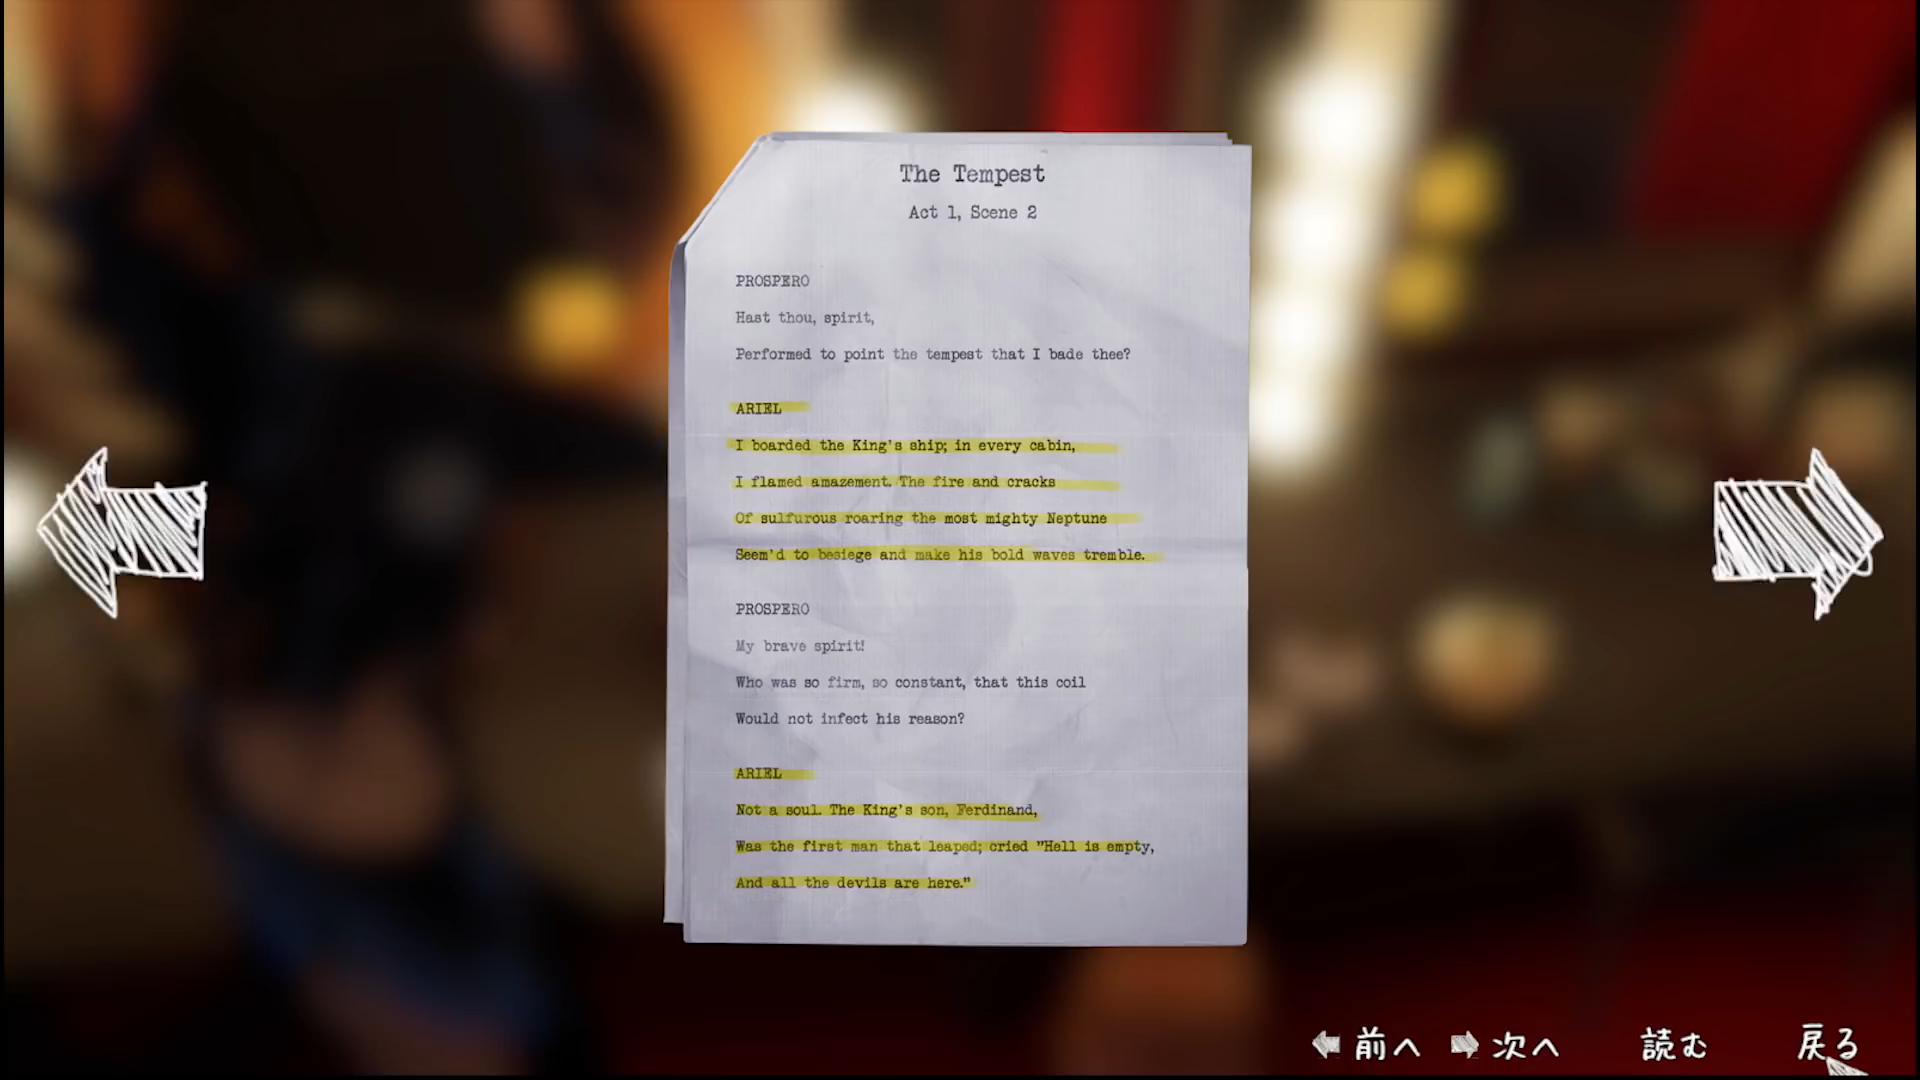 The Tempest
Act 1, Scene 2
PROSPERO
Hast thou, spirit,
Performed to point the tempest that I bade thee?
ARIEL
I boarded the King's ship; in every cabin,
I flamed amazement. The fire and cracks
Of sulfurous roaring the most mighty Neptune
Seem'd to besiege and make his bold waves tremble.
PROSPERO
My brave spirit!
Who was so firm, so constant, that this coil
Would not infect his reason?
ARIEL
Not a soul. The King's son, Ferdinand,
Was the first man that leaped; cried "Hell is empty,
And all the devils are here."
前へ 次へ 読む 戻る